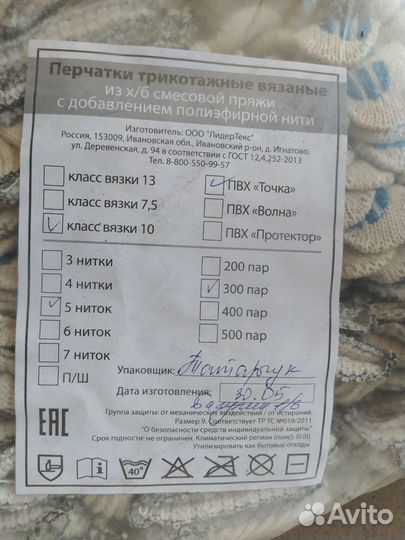 Перчатки трикотажные вязаные
из х/б смесовой пряжи
с добавлением полиэфирной нити
Изготовитель: ООО "ЛидерТекс"
Россия, 153009, Ивановская обл., Ивановский р-он, д. Игнатово,
ул. Деревенская, д. 94 в соответствии с ГОСТ 12,4,252-2013
Тел. 8-800-550-99-57
класс вязки 13
ПВХ «Точка»
класс вязки 7,5
ПВХ «Волна»
класс вязки 10
ПВХ «Протектор»
3 нитки
200 пар
4 нитки
300 пар
5 ниток
400 пар
6 ниток
500 пар
7 ниток
П/Ш
Упаковщик: Татарчук
Дата изготовления: 30.05
Группа защиты: от механических воздействий / от истирания.
Размер 9. Соответствует ТР ТС №019/2011
"О безопасности средств индивидуальной защиты"
Срок годности: не ограничен. Климатический регион (пояс): III (II)
Утилизировать как бытовые отходы
EAC
40°
Avito